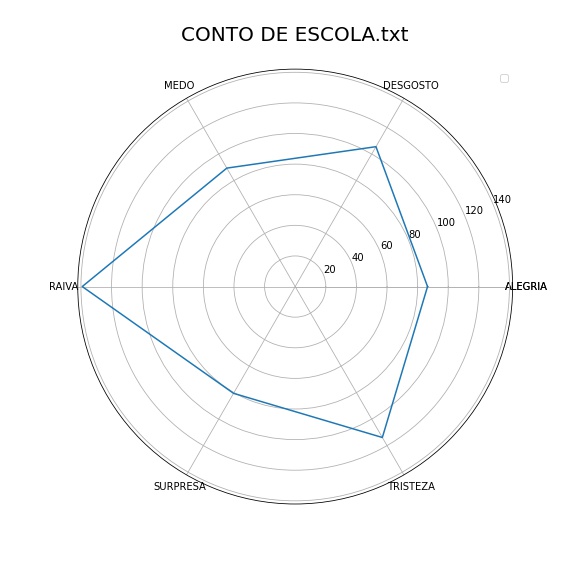 CONTO DE ESCOLA.txt
MEDO
DESGOSTO
140
120
100
80
60
40
20
RAIVA
ALEGRIA
SURPRESA
TRISTEZA